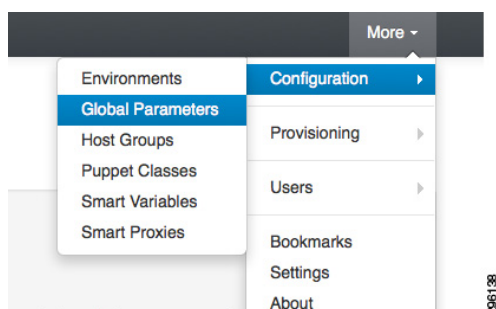 More
Configuration
Provisioning
Users
Bookmarks
Settings
About
Environments
Global Parameters
Host Groups
Puppet Classes
Smart Variables
Smart Proxies
96138